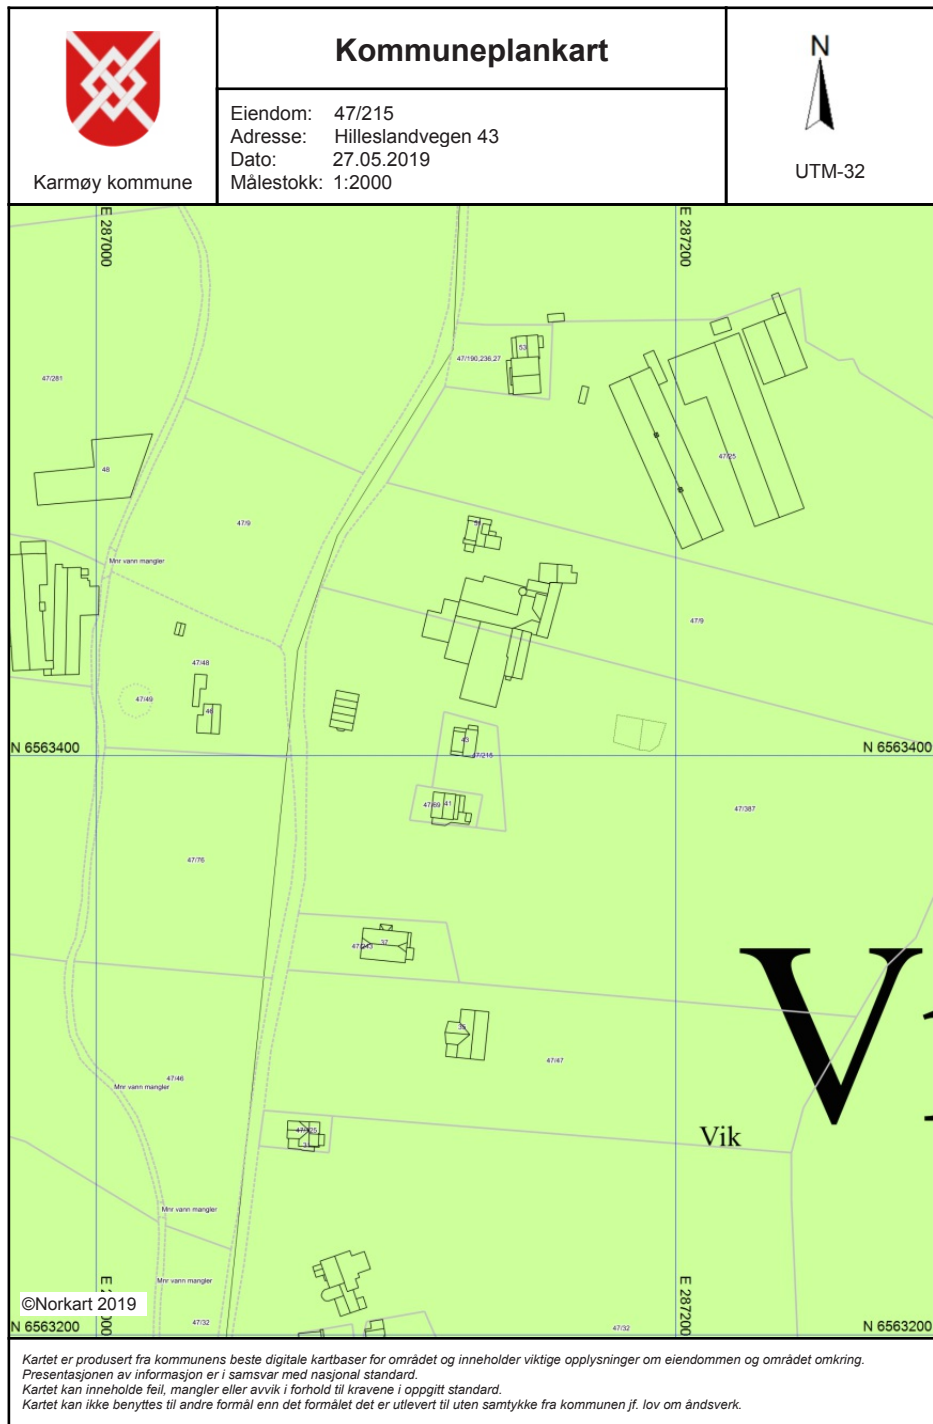 Kommuneplankart
N
Karmøy kommune
Eiendom: 47/215
Adresse: Hilleslandvegen 43
Dato: 27.05.2019
Målestokk: 1:2000
UTM-32
E 287000
E 287200
53
47/190,236,27
47/281
47/25
48
47/9
Mnr vann mangler
47/9
47/48
47/49
46
43
N 6563400
N 6563400
47/215
47/69
41
47/387
47/76
37
47/243
35
47/47
47/46
Mnr vann mangler
Vik
Mnr vann mangler
Mnr vann mangler
E 287200
©Norkart 2019
47/32
47/32
N 6563200
N 6563200
Kartet er produsert fra kommunens beste digitale kartbaser for området og inneholder viktige opplysninger om eiendommen og området omkring.
Presentasjonen av informasjon er i samsvar med nasjonal standard.
Kartet kan inneholde feil, mangler eller avvik i forhold til kravene i oppgitt standard.
Kartet kan ikke benyttes til andre formål enn det formålet det er utlevert til uten samtykke fra kommunen jf. lov om åndsverk.